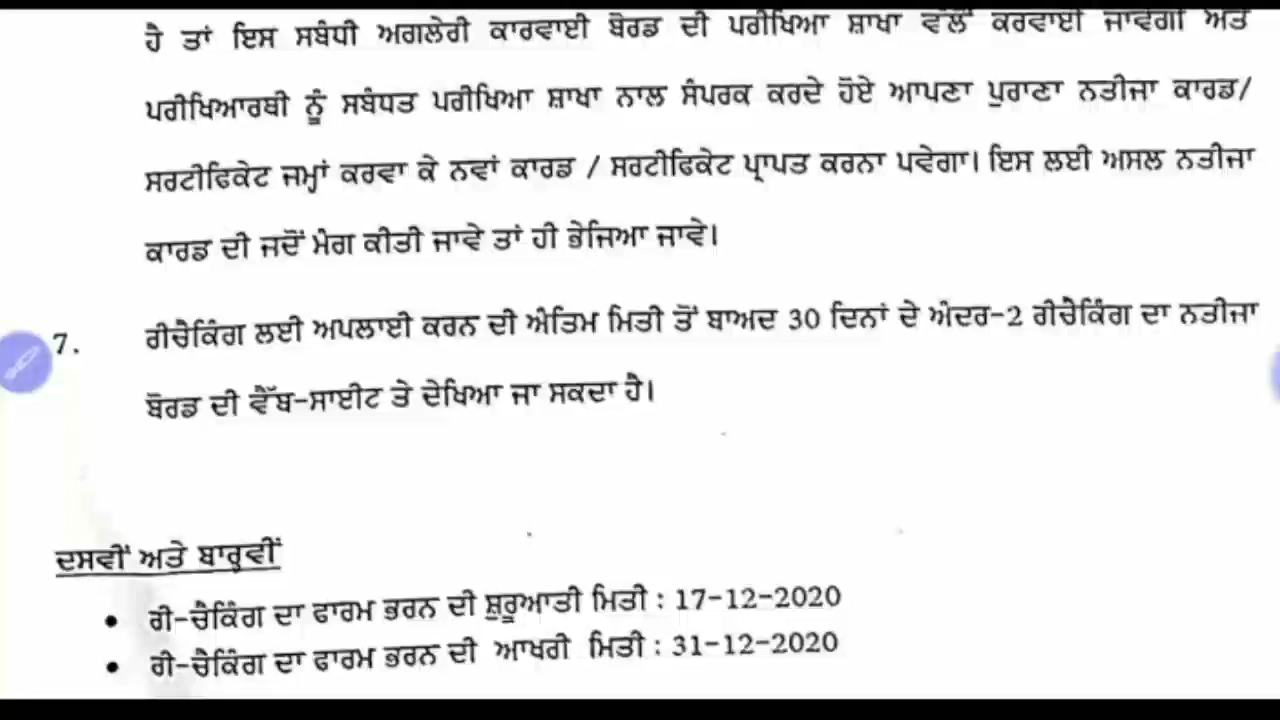 ਹੈ ਤਾਂ ਇਸ ਸਬੰਧੀ ਅਗਲੇਰੀ ਕਾਰਵਾਈ ਬੋਰਡ ਦੀ ਪਰੀਖਿਆ ਸ਼ਾਖਾ ਵੱਲੋਂ ਕਰਵਾਈ ਜਾਵੇਗੀ ਅਤੇ
ਪਰੀਖਿਆਰਥੀ ਨੂੰ ਸਬੰਧਤ ਪਰੀਖਿਆ ਸ਼ਾਖਾ ਨਾਲ ਸੰਪਰਕ ਕਰਦੇ ਹੋਏ ਆਪਣਾ ਪੁਰਾਣਾ ਨਤੀਜਾ ਕਾਰਡ/
ਸਰਟੀਫਿਕੇਟ ਜਮ੍ਹਾਂ ਕਰਵਾ ਕੇ ਨਵਾਂ ਕਾਰਡ / ਸਰਟੀਫਿਕੇਟ ਪ੍ਰਾਪਤ ਕਰਨਾ ਪਵੇਗਾ। ਇਸ ਲਈ ਅਸਲ ਨਤੀਜਾ
ਕਾਰਡ ਦੀ ਜਦੋਂ ਮੰਗ ਕੀਤੀ ਜਾਵੇ ਤਾਂ ਹੀ ਭੇਜਿਆ ਜਾਵੇ।
7. ਰੀਚੈਕਿੰਗ ਲਈ ਅਪਲਾਈ ਕਰਨ ਦੀ ਅੰਤਿਮ ਮਿਤੀ ਤੋਂ ਬਾਅਦ 30 ਦਿਨਾਂ ਦੇ ਅੰਦਰ-2 ਰੀਚੈਕਿੰਗ ਦਾ ਨਤੀਜਾ
ਬੋਰਡ ਦੀ ਵੈੱਬ-ਸਾਈਟ ਤੇ ਦੇਖਿਆ ਜਾ ਸਕਦਾ ਹੈ।
ਦਸਵੀਂ ਅਤੇ ਬਾਰ੍ਹਵੀਂ
• ਰੀ-ਚੈਕਿੰਗ ਦਾ ਫਾਰਮ ਭਰਨ ਦੀ ਸ਼ੁਰੂਆਤੀ ਮਿਤੀ : 17-12-2020
• ਰੀ-ਚੈਕਿੰਗ ਦਾ ਫਾਰਮ ਭਰਨ ਦੀ ਆਖਰੀ ਮਿਤੀ : 31-12-2020